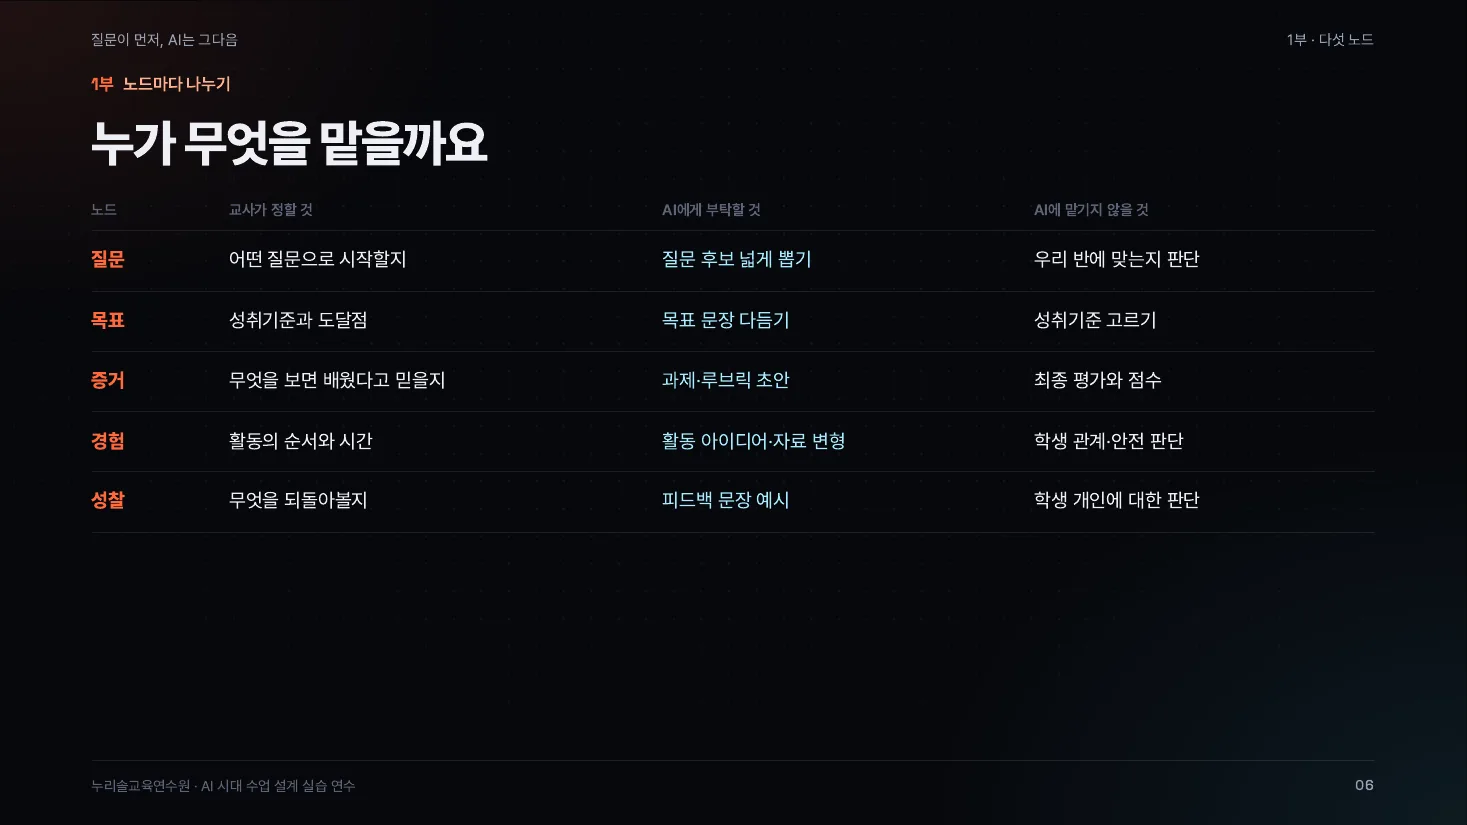 질문이 먼저, AI는 그다음
1부 · 다섯 노드
1부 노드마다 나누기
누가 무엇을 맡을까요
노드 교사가 정할 것 AI에게 부탁할 것 AI에 맡기지 않을 것
질문 어떤 질문으로 시작할지 질문 후보 넓게 뽑기 우리 반에 맞는지 판단
목표 성취기준과 도달점 목표 문장 다듬기 성취기준 고르기
증거 무엇을 보면 배웠다고 믿을지 과제·루브릭 초안 최종 평가와 점수
경험 활동의 순서와 시간 활동 아이디어·자료 변형 학생 관계·안전 판단
성찰 무엇을 되돌아볼지 피드백 문장 예시 학생 개인에 대한 판단
누리솔교육연수원 · AI 시대 수업 설계 실습 연수
06